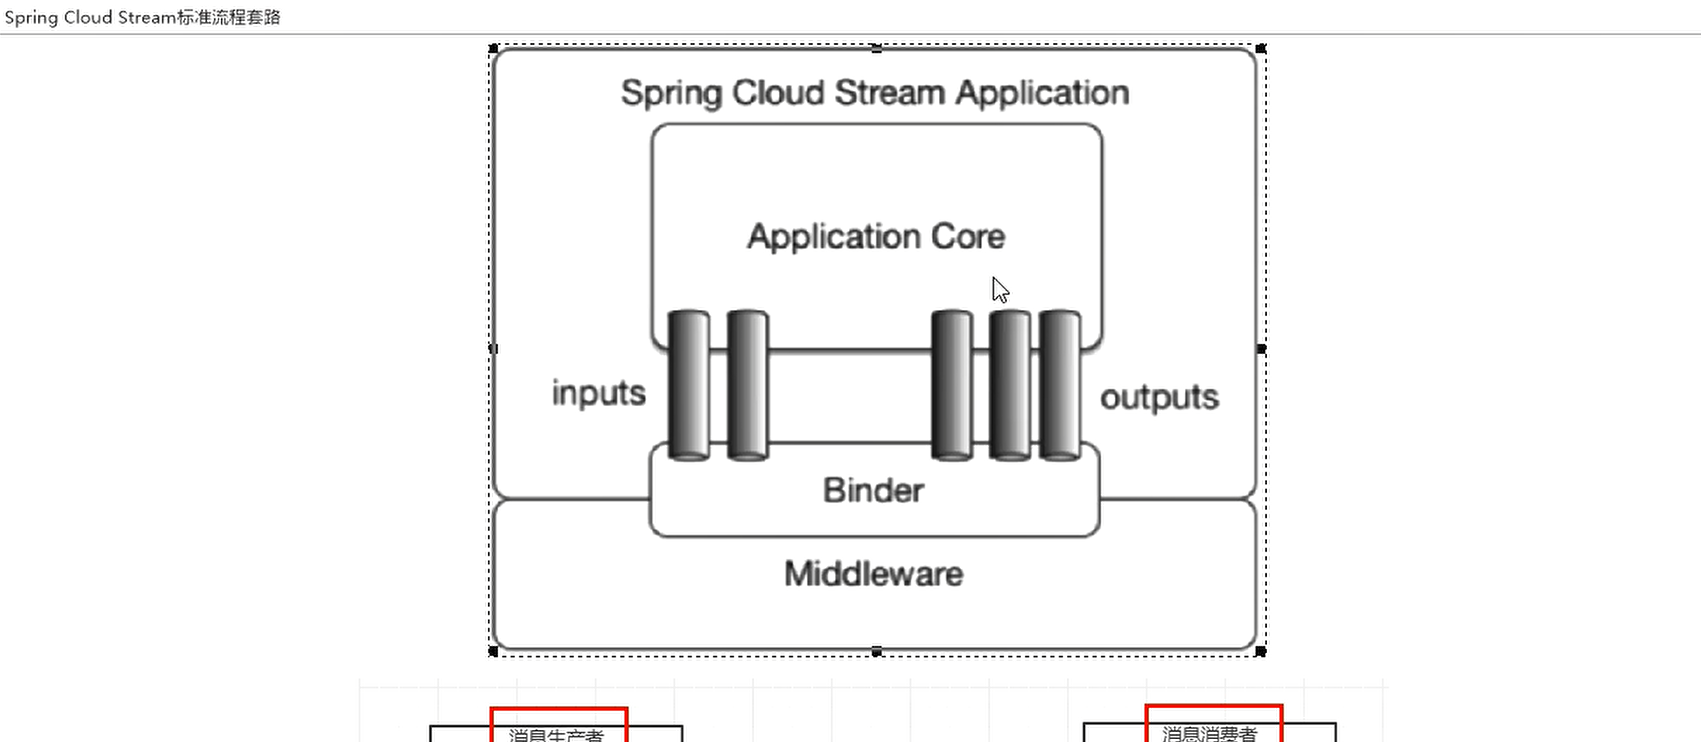 Spring Cloud Stream标准流程套路
Spring Cloud Stream Application
Application Core
inputs
outputs
Binder
Middleware
消息生产者
消息消费者